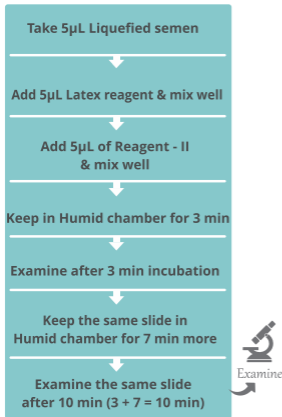 Take 5µL Liquefied semen
Add 5µL Latex reagent & mix well
Add 5µL of Reagent - II
& mix well
Keep in Humid chamber for 3 min
Examine after 3 min incubation
Keep the same slide in
Humid chamber for 7 min more
Examine the same slide
after 10 min (3 + 7 = 10 min)
Examine